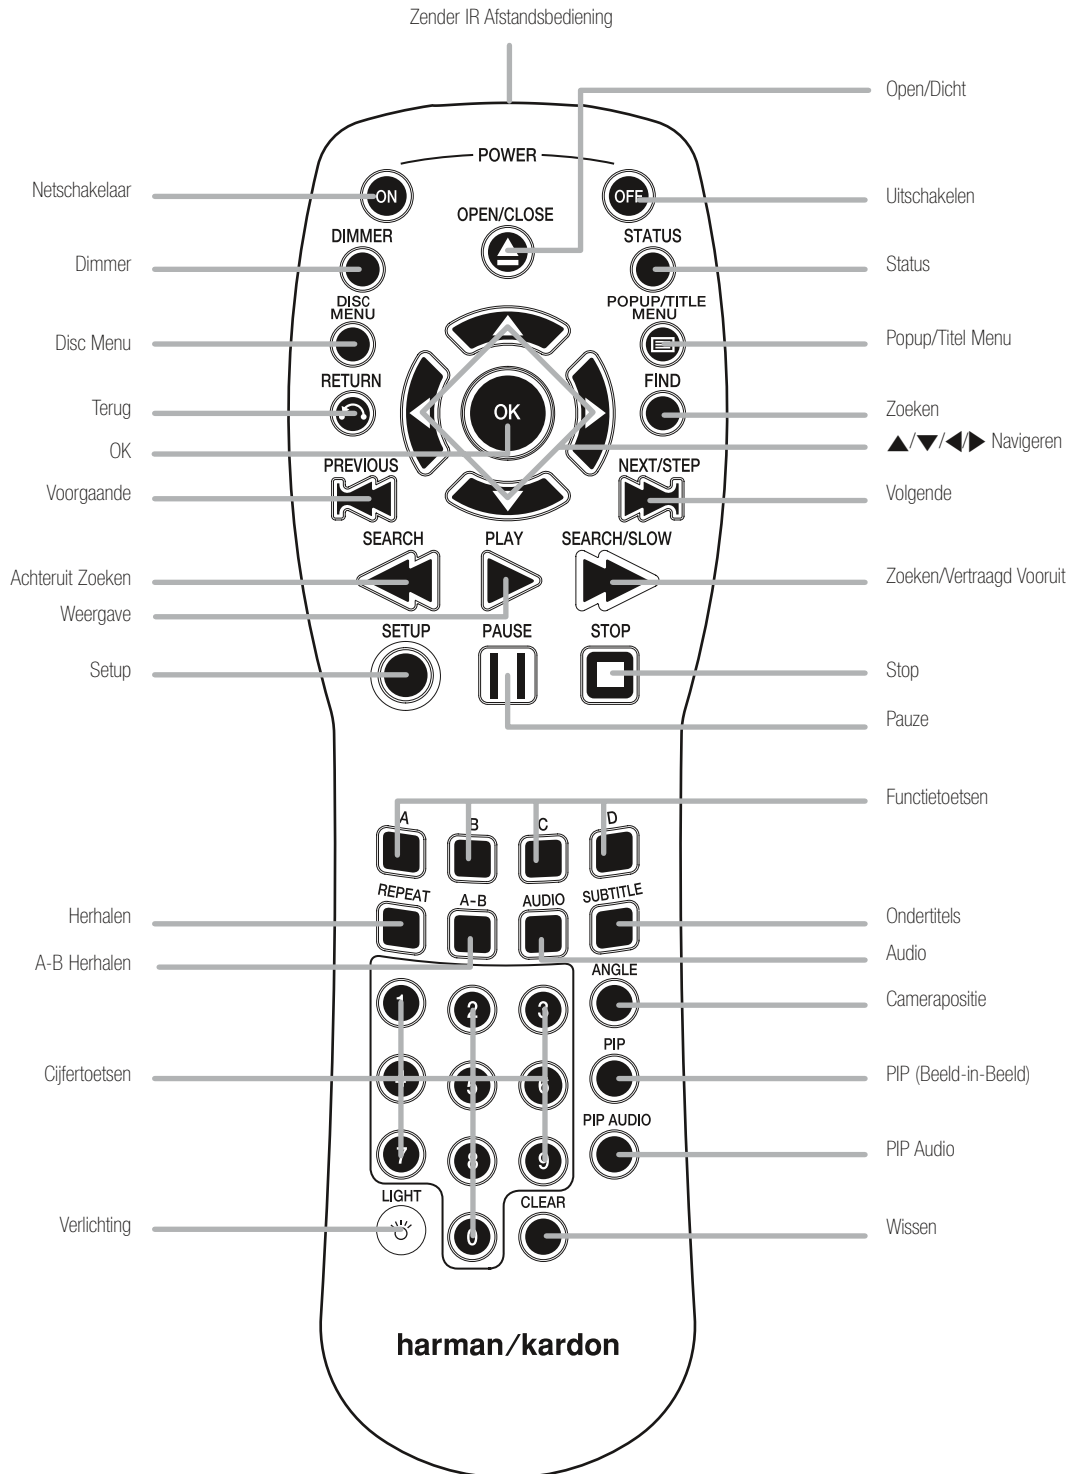 Zender IR Afstandsbediening
Open/Dicht
POWER
Netschakelaar
ON
OFF
Uitschakelen
OPEN/CLOSE
DIMMER
STATUS
Dimmer
Status
DISC
MENU
POPUP/TITLE
MENU
Disc Menu
Popup/Titel Menu
RETURN
FIND
Terug
OK
Zoeken
OK
▲/▼/◀/▶ Navigeren
PREVIOUS
NEXT/STEP
Voorgaande
Volgende
SEARCH
PLAY
SEARCH/SLOW
Achteruit Zoeken
Zoeken/Vertraagd Vooruit
Weergave
SETUP
PAUSE
STOP
Setup
Stop
Pauze
Functietoetsen
A
B
C
D
REPEAT
A-B
AUDIO
SUBTITLE
Herhalen
Ondertitels
A-B Herhalen
Audio
ANGLE
1
2
3
Camerapositie
PIP
Cijfertoetsen
4
5
6
PIP (Beeld-in-Beeld)
PIP AUDIO
7
8
9
PIP Audio
LIGHT
CLEAR
Verlichting
0
Wissen
harman/kardon